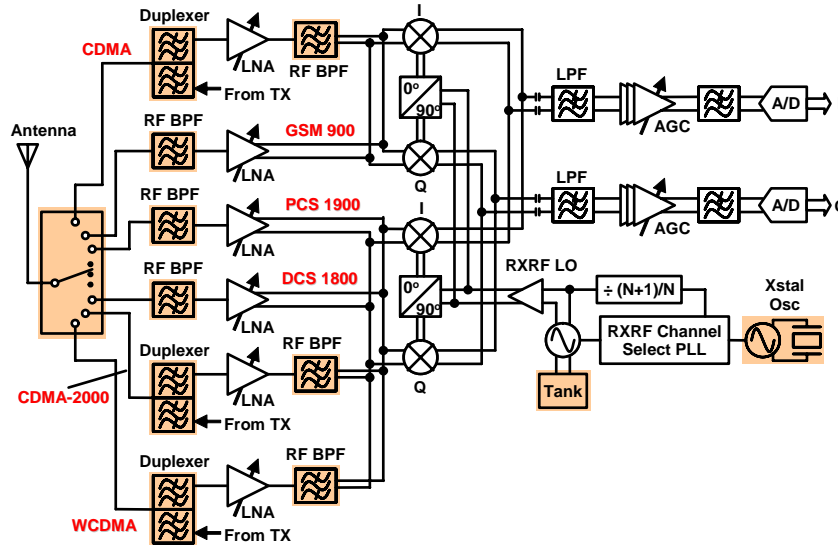 Duplexer
I
CDMA
LNA
RF BPF
LPF
From TX
0°
90°
A/D
Antenna
RF BPF
GSM 900
AGC
LNA
Q
LPF
RF BPF
PCS 1900
I
A/D
LNA
AGC
RF BPF
DCS 1800
RXRF LO
0°
90°
÷ (N+1)/N
Xstal
Osc
LNA
RXRF Channel
Select PLL
Duplexer
RF BPF
Q
Tank
CDMA-2000
LNA
From TX
Duplexer
RF BPF
WCDMA
LNA
From TX